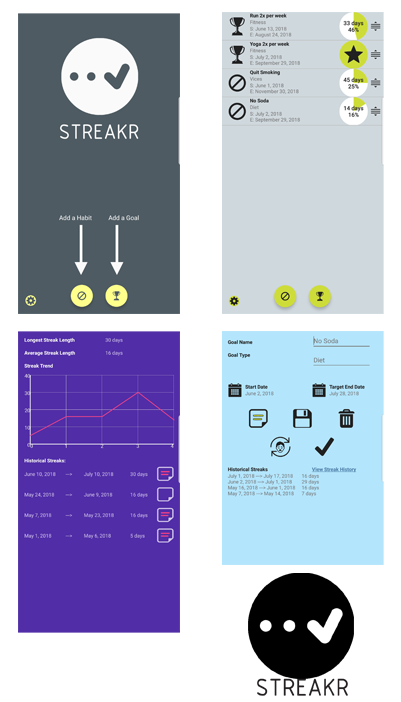 STREAKR
Add a Habit
Add a Goal
Run 2x per week
Fitness
S: June 13, 2018
E: August 24, 2018
33 days
46%
Yoga 2x per week
Fitness
S: July 2, 2018
E: September 29, 2018
Quit Smoking
Vices
S: June 1, 2018
E: November 30, 2018
45 days
25%
No Soda
Diet
S: July 2, 2018
E: September 29, 2018
14 days
16%
Longest Streak Length 30 days
Average Streak Length 16 days
Streak Trend
40
30
20
10
0 1 2 3 4
Historical Streaks:
June 10, 2018 → July 10, 2018 30 days
May 24, 2018 → June 9, 2018 16 days
May 7, 2018 → May 23, 2018 16 days
May 1, 2018 → May 6, 2018 5 days
Goal Name No Soda
Goal Type Diet
Start Date
June 2, 2018
Target End Date
July 28, 2018
Historical Streaks View Streak History
July 1, 2018 --> July 17, 2018 16 days
June 2, 2018 --> July 1, 2018 29 days
May 16, 2018 --> June 1, 2018 16 days
May 7, 2018 --> May 14, 2018 7 days
STREAKR